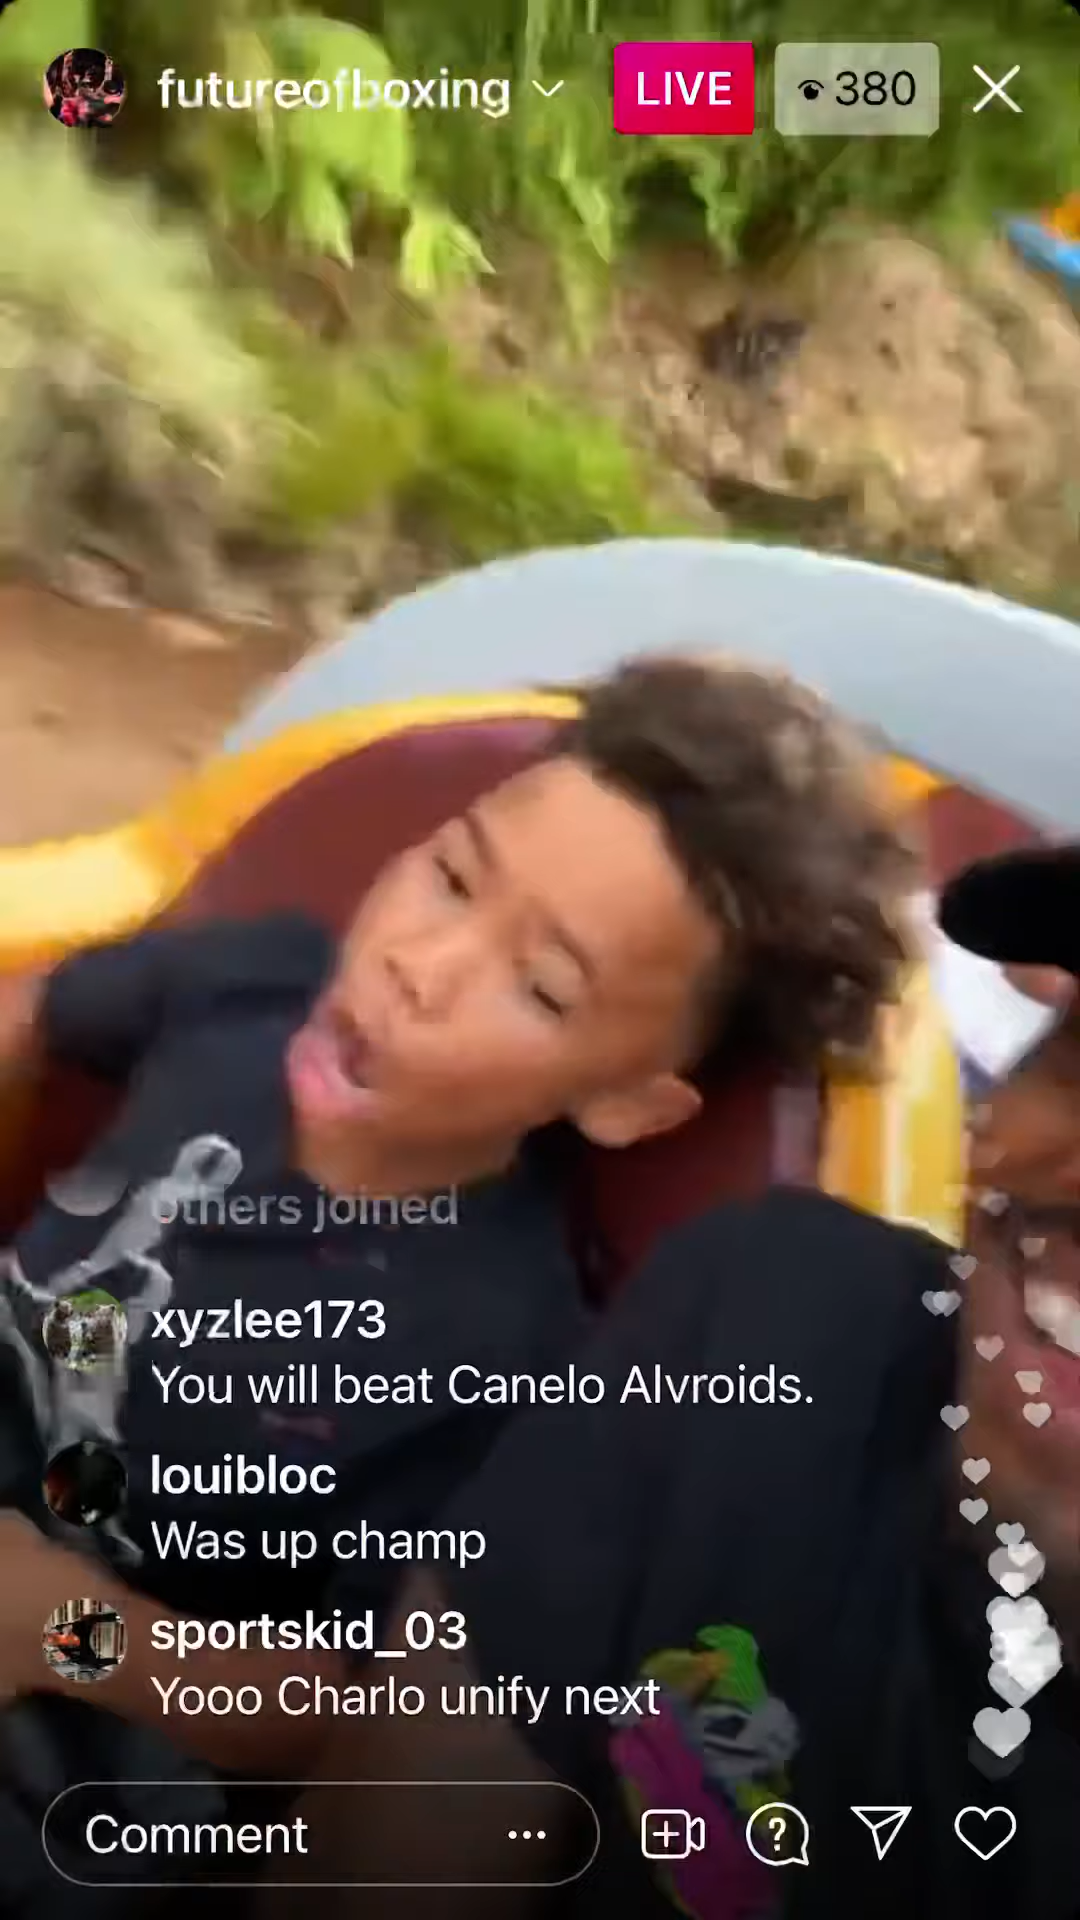 futureofboxing
LIVE
380
others joined
xyzlee173
You will beat Canelo Alvroids.
louibloc
Was up champ
sportskid_03
Yooo Charlo unify next
Comment